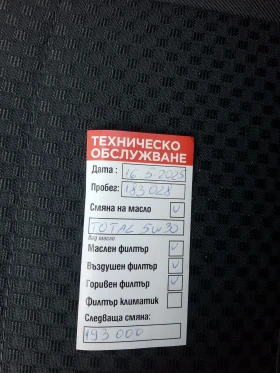 ТЕХНИЧЕСКО
ОБСЛУЖВАНЕ
Дата: 16.5.2025
Пробег: 183 028
Смяна на масло ✓
TOTAL 5W30
Вид масло
Маслен филтър ✓
Въздушен филтър ✓
Горивен филтър ✓
Филтър климатик
Следваща смяна:
193 000